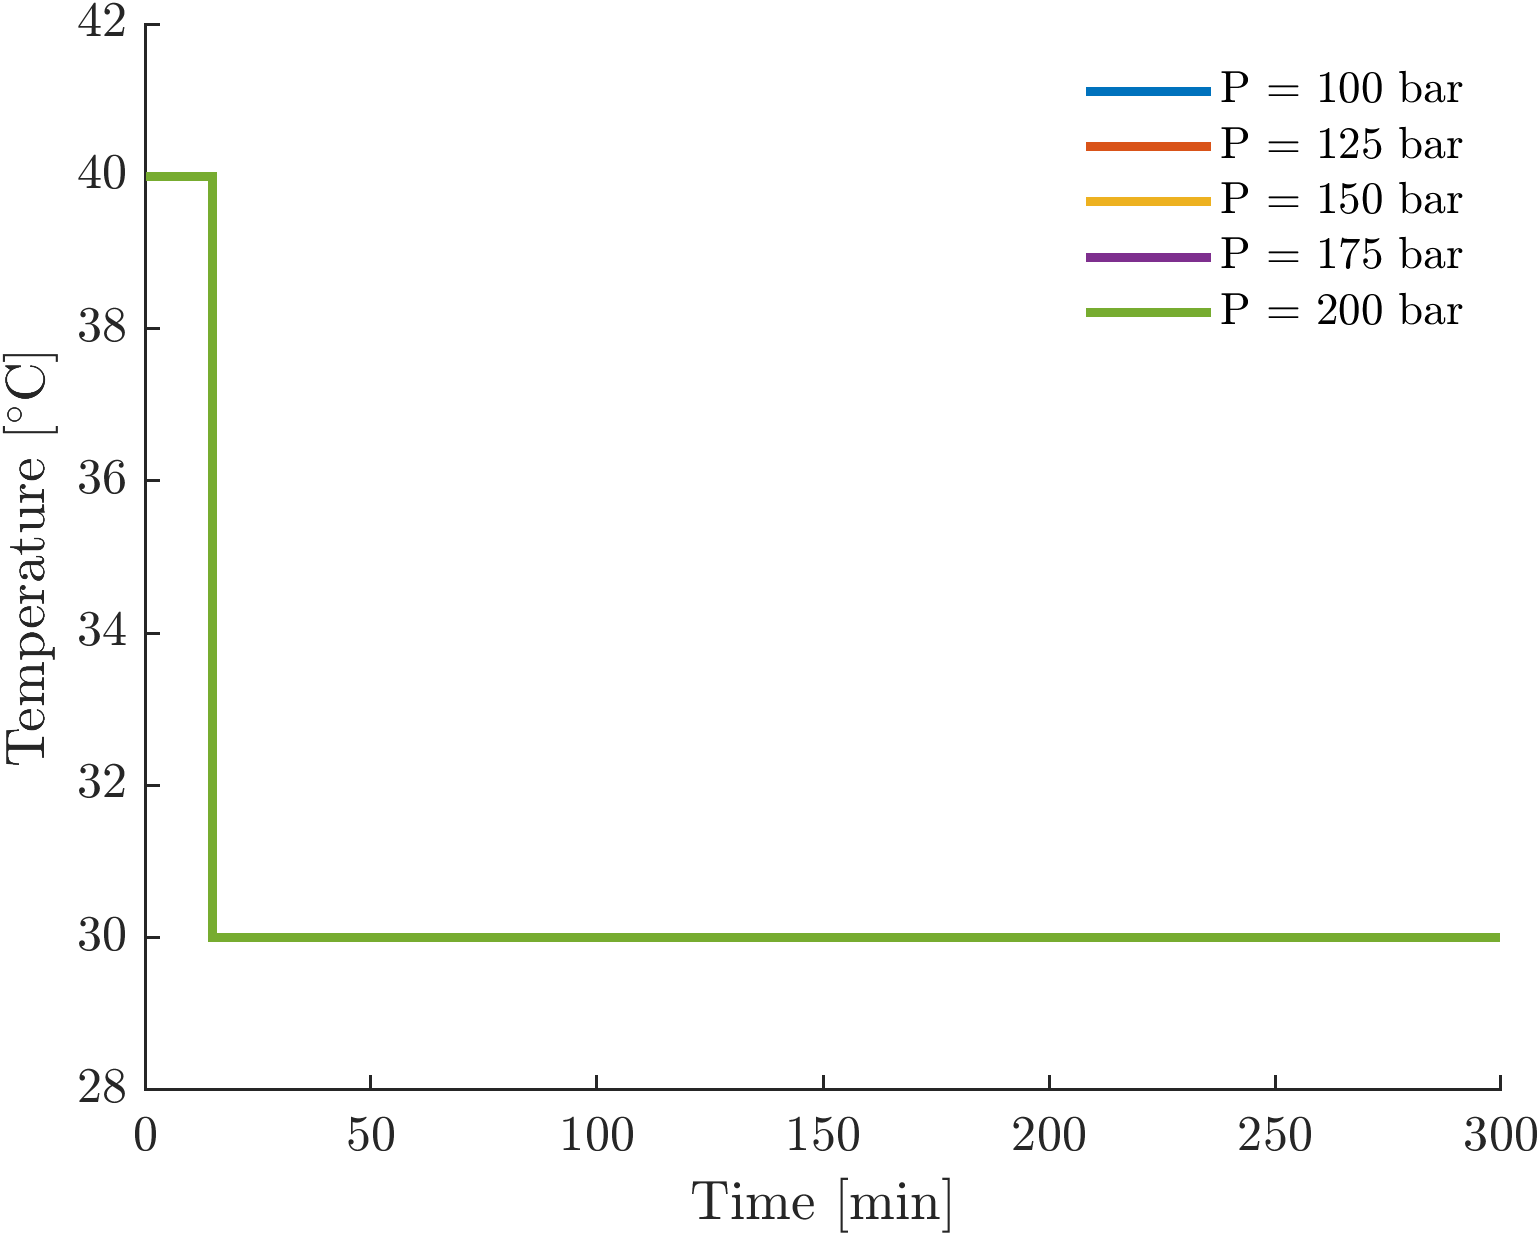 42
40
38
36
34
32
30
28
Temperature [°C]
P = 100 bar
P = 125 bar
P = 150 bar
P = 175 bar
P = 200 bar
0 50 100 150 200 250 300
Time [min]